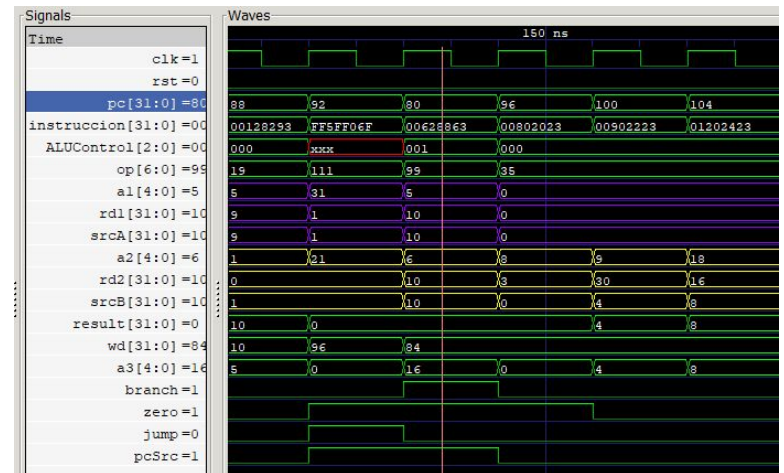 Signals
Waves
Time
150 ns
clk=1
rst=0
pc[31:0] =80 88 92 80 96 100 104
instruccion[31:0] =00 00128293 FF5FF06F 00628863 00802023 00902223 01202423
ALUControl[2:0] =00 000 xxx 001 000
op[6:0] =99 19 111 99 35
a1[4:0] =5 5 31 5 0
rd1[31:0] =10 9 1 10 0
srcA[31:0] =10 9 1 10 0
a2[4:0] =6 1 21 6 8 9 18
rd2[31:0] =10 0 10 3 30 16
srcB[31:0] =10 1 10 0 4 8
result[31:0] =0 10 0 4 8
wd[31:0] =84 10 96 84
a3[4:0] =16 5 0 16 0 4 8
branch=1
zero=1
jump=0
pcSrc=1